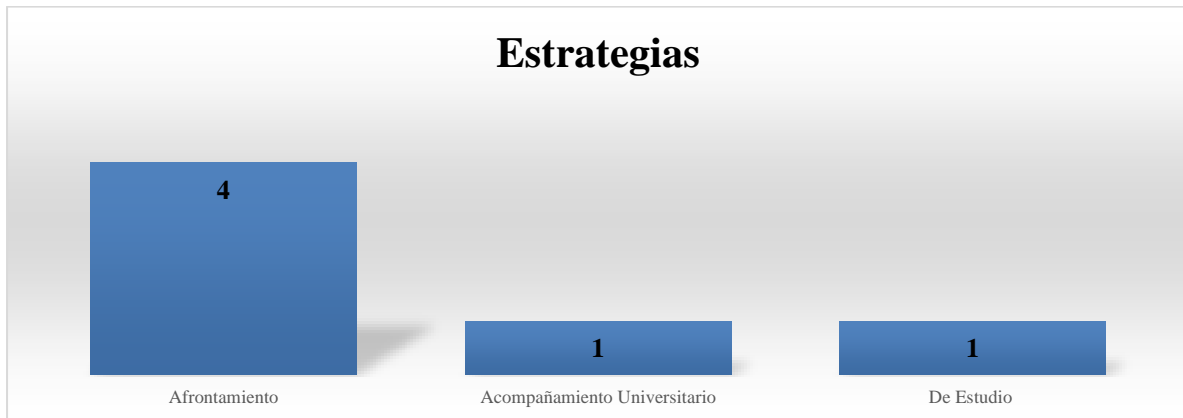 Estrategias
4
1
1
Afrontamiento
Acompañamiento Universitario
De Estudio